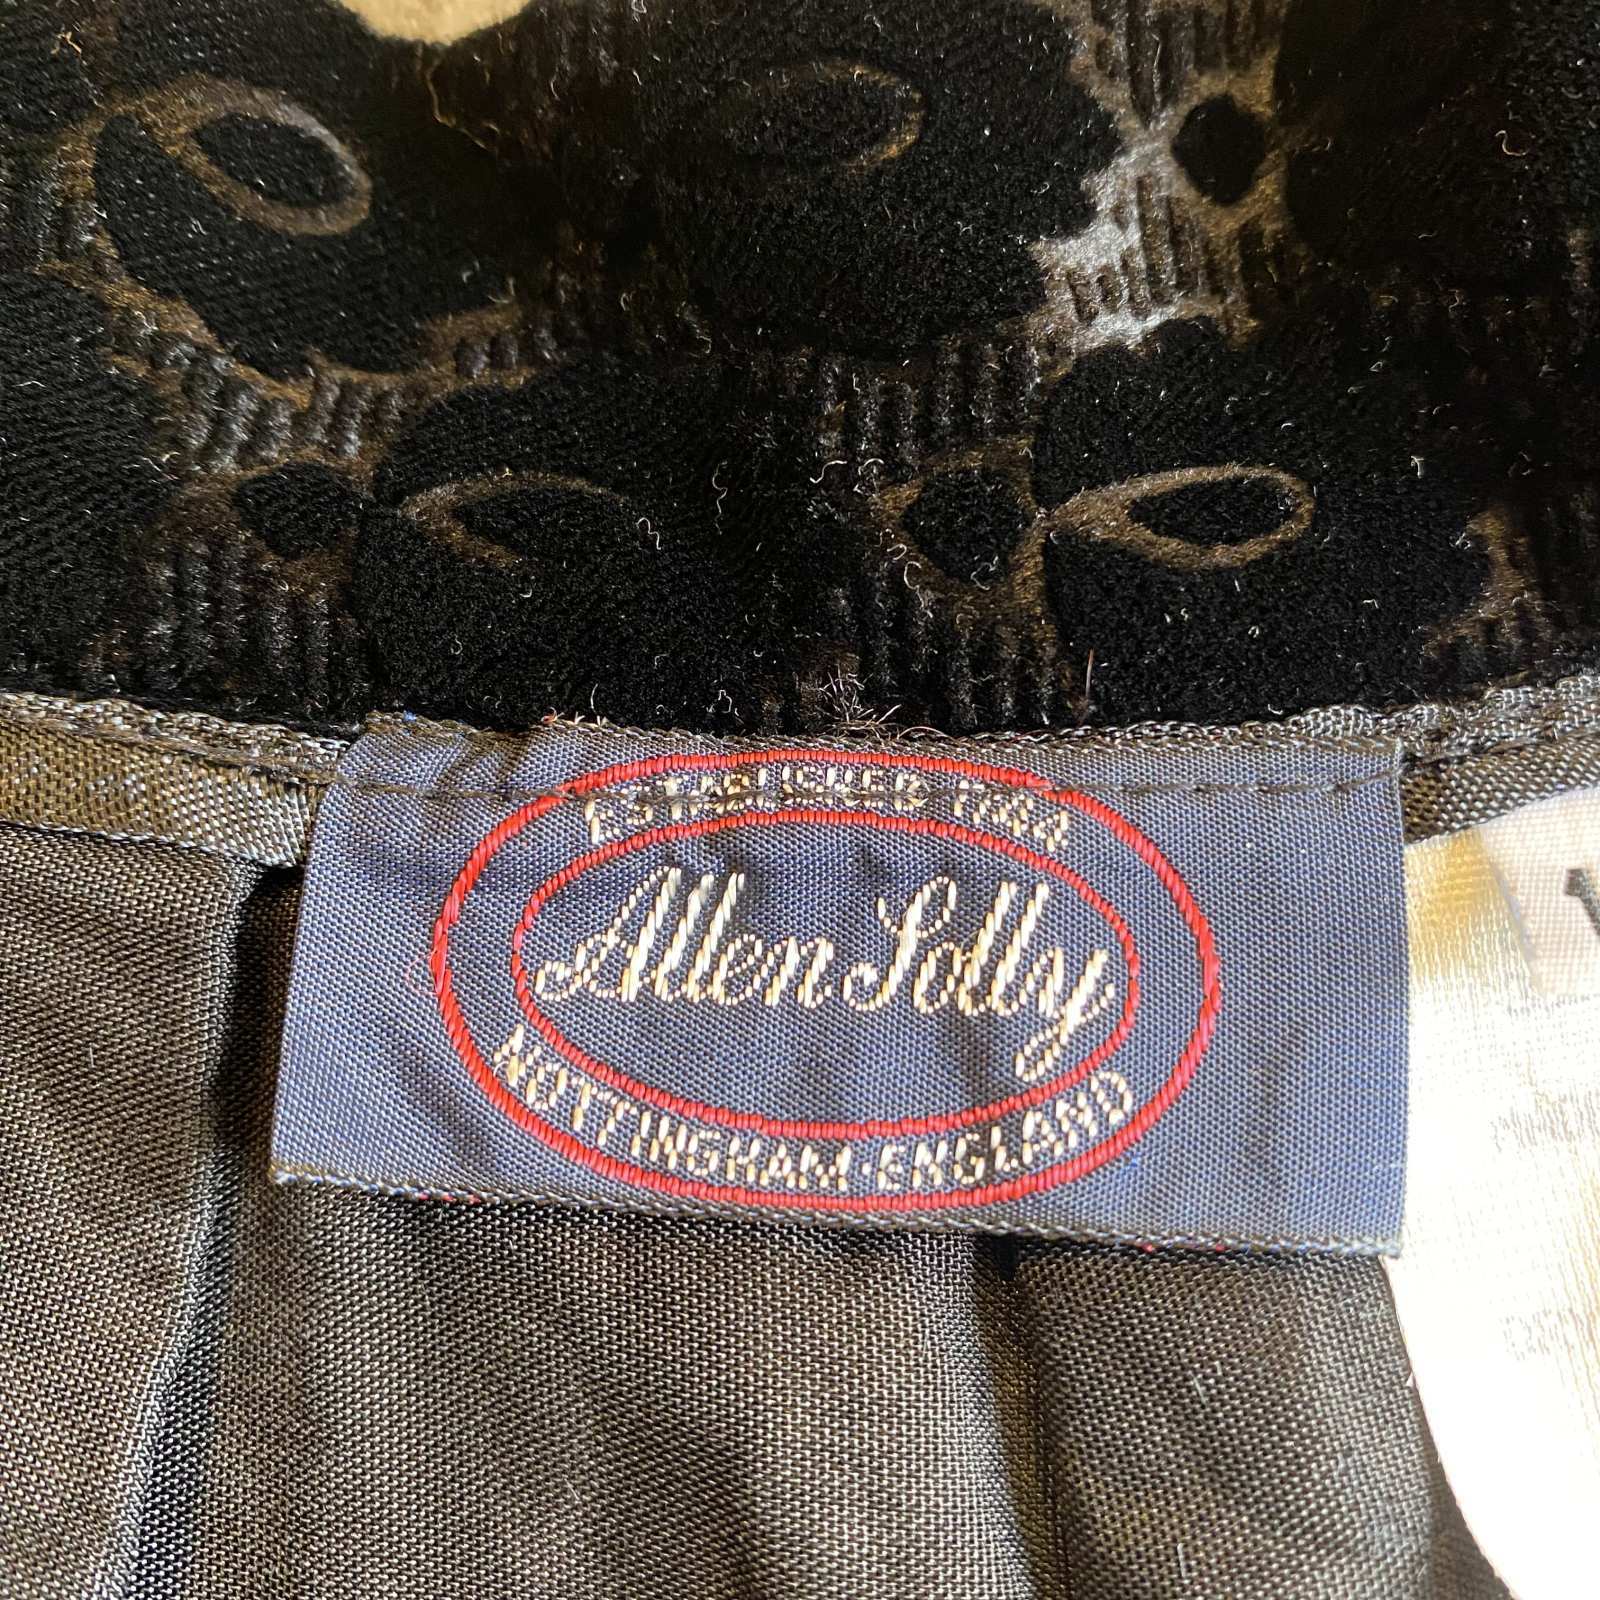 ESTABLISHED 1744
Allen Solly
NOTTINGHAM·ENGLAND